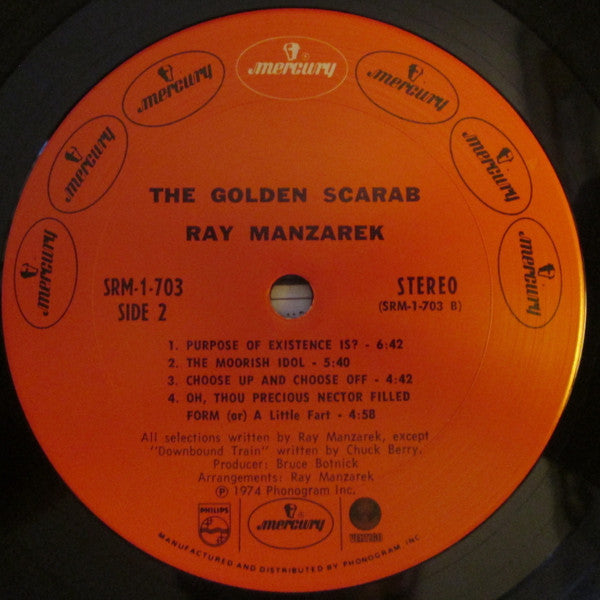 mercury
mercury
mercury
mercury
mercury
mercury
mercury
THE GOLDEN SCARAB
RAY MANZAREK
SRM-1-703
SIDE 2
STEREO
(SRM-1-703 B)
1. PURPOSE OF EXISTENCE IS? - 6:42
2. THE MOORISH IDOL - 5:40
3. CHOOSE UP AND CHOOSE OFF - 4:42
4. OH, THOU PRECIOUS NECTOR FILLED
FORM (or) A Little Fart - 4:58
All selections written by Ray Manzarek, except
"Downbound Train" written by Chuck Berry.
Producer: Bruce Botnick
Arrangements: Ray Manzarek
℗ 1974 Phonogram Inc.
PHILIPS
mercury
VERTIGO
MANUFACTURED AND DISTRIBUTED BY PHONOGRAM, INC.